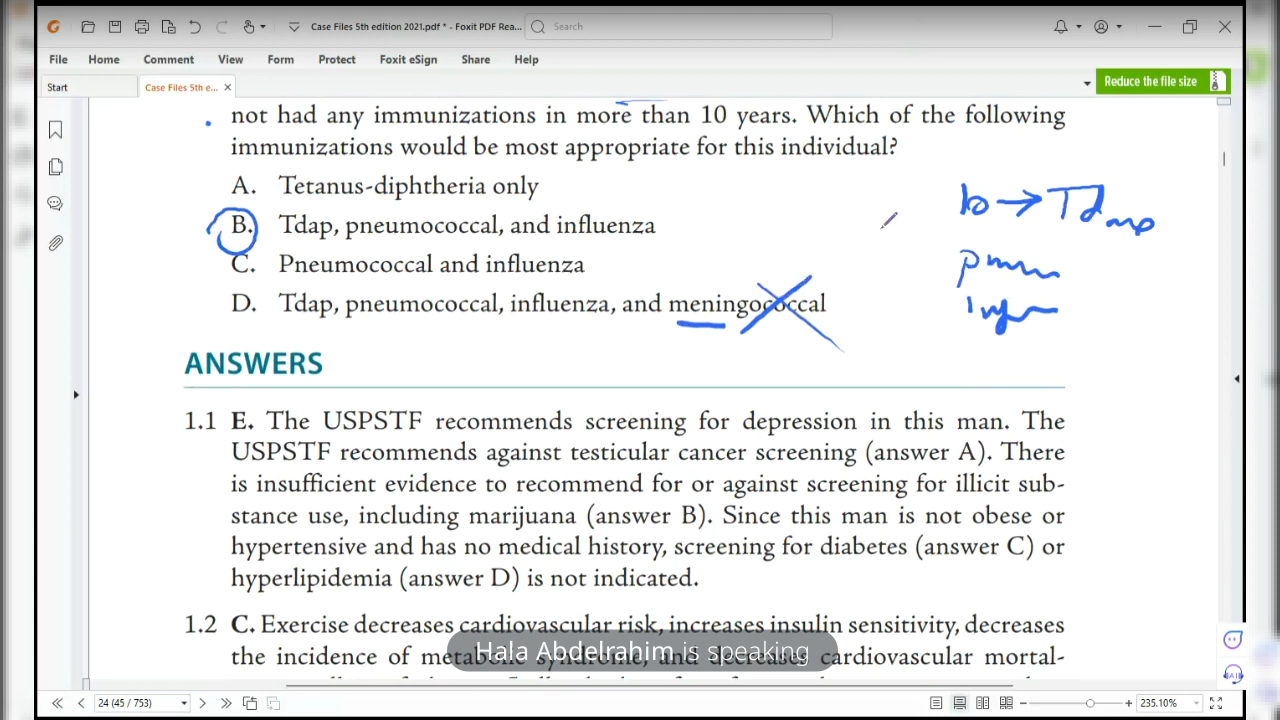 Case Files 5th edition 2021.pdf * - Foxit PDF Rea...
Search
File
Home
Comment
View
Form
Protect
Foxit eSign
Share
Help
Start
Case Files 5th e...
Reduce the file size
not had any immunizations in more than 10 years. Which of the following
immunizations would be most appropriate for this individual?
A. Tetanus-diphtheria only
B. Tdap, pneumococcal, and influenza
C. Pneumococcal and influenza
D. Tdap, pneumococcal, influenza, and meningococcal
10 → Tdap
ANSWERS
1.1 E. The USPSTF recommends screening for depression in this man. The
USPSTF recommends against testicular cancer screening (answer A). There
is insufficient evidence to recommend for or against screening for illicit sub-
stance use, including marijuana (answer B). Since this man is not obese or
hypertensive and has no medical history, screening for diabetes (answer C) or
hyperlipidemia (answer D) is not indicated.
1.2 C. Exercise decreases cardiovascular risk, increases insulin sensitivity, decreases
the incidence of metabolic syndrome, and decreases cardiovascular mortal-
Hala Abdelrahim is speaking
24 (45 / 753)
235.10%